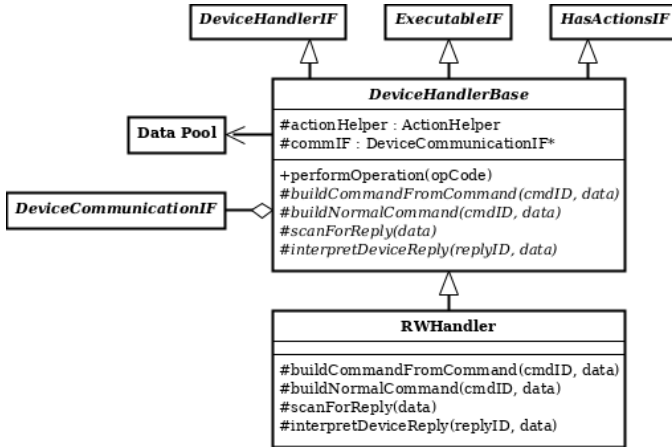 DeviceHandlerIF
ExecutableIF
HasActionsIF
DeviceHandlerBase
#actionHelper : ActionHelper
#commIF : DeviceCommunicationIF*
+performOperation(opCode)
#buildCommandFromCommand(cmdID, data)
#buildNormalCommand(cmdID, data)
#scanForReply(data)
#interpretDeviceReply(replyID, data)
Data Pool
DeviceCommunicationIF
RWHandler
#buildCommandFromCommand(cmdID, data)
#buildNormalCommand(cmdID, data)
#scanForReply(data)
#interpretDeviceReply(replyID, data)